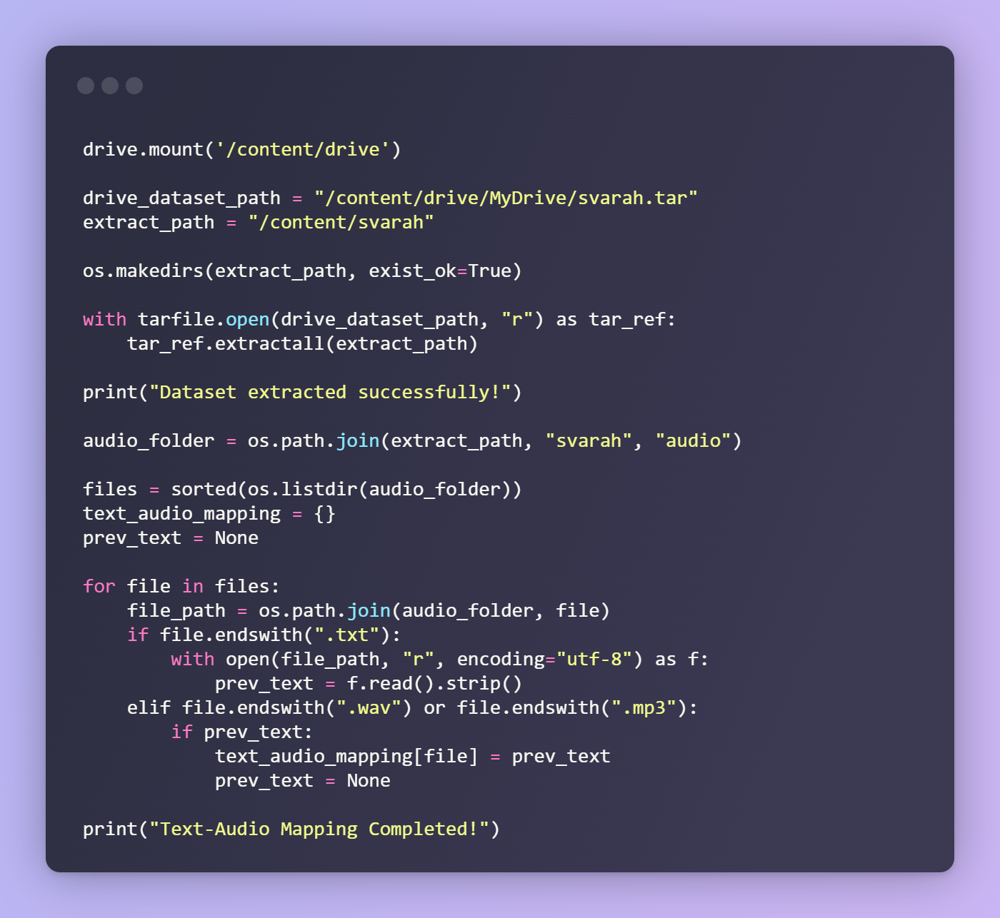 drive.mount('/content/drive')

drive_dataset_path = "/content/drive/MyDrive/svarah.tar"
extract_path = "/content/svarah"

os.makedirs(extract_path, exist_ok=True)

with tarfile.open(drive_dataset_path, "r") as tar_ref:
    tar_ref.extractall(extract_path)

print("Dataset extracted successfully!")

audio_folder = os.path.join(extract_path, "svarah", "audio")

files = sorted(os.listdir(audio_folder))
text_audio_mapping = {}
prev_text = None

for file in files:
    file_path = os.path.join(audio_folder, file)
    if file.endswith(".txt"):
        with open(file_path, "r", encoding="utf-8") as f:
            prev_text = f.read().strip()
    elif file.endswith(".wav") or file.endswith(".mp3"):
        if prev_text:
            text_audio_mapping[file] = prev_text
            prev_text = None

print("Text-Audio Mapping Completed!")